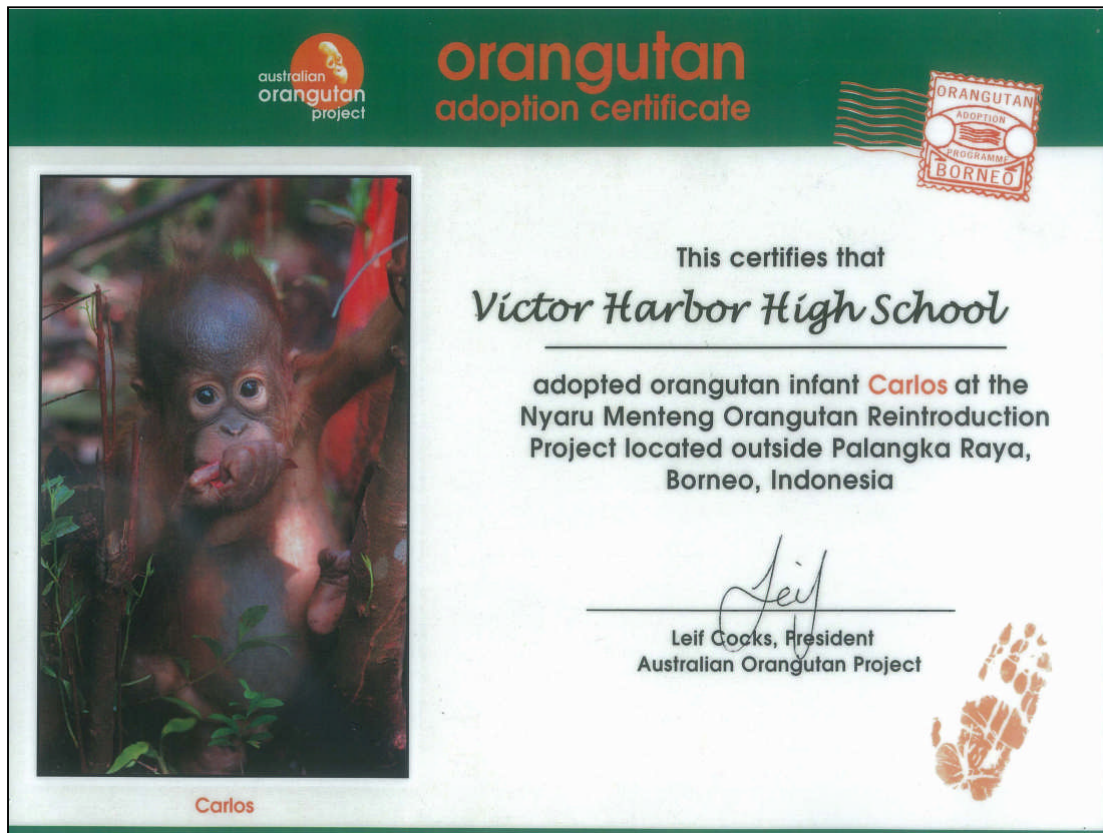 australian
orangutan
project
orangutan
adoption certificate
ORANGUTAN
ADOPTION
PROGRAMME
BORNEO
This certifies that
Victor Harbor High School
adopted orangutan infant Carlos at the
Nyaru Menteng Orangutan Reintroduction
Project located outside Palangka Raya,
Borneo, Indonesia
Leif
Leif Cocks, President
Australian Orangutan Project
Carlos